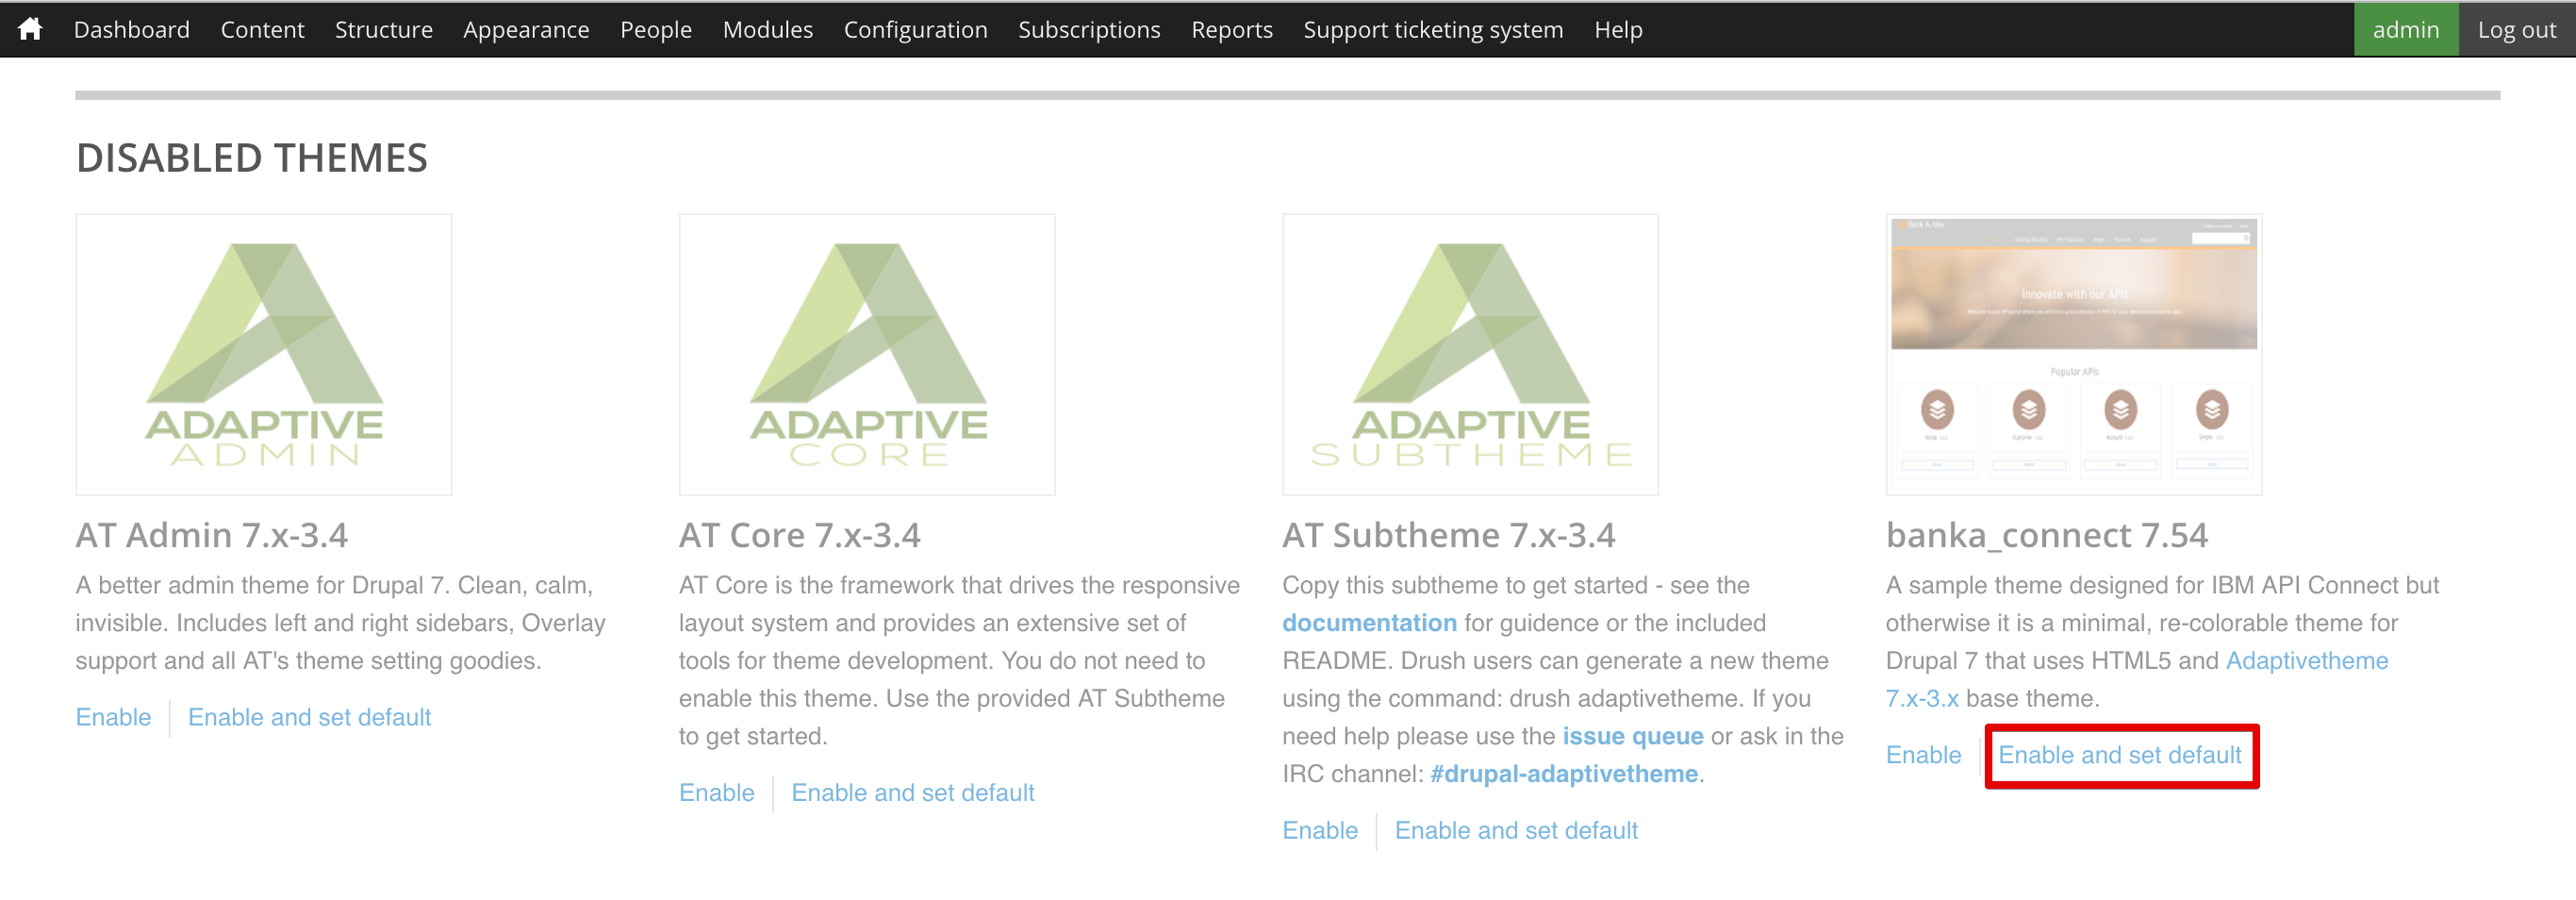 Dashboard Content Structure Appearance People Modules Configuration Subscriptions Reports Support ticketing system Help admin Log out
DISABLED THEMES
ADAPTIVE
ADMIN
AT Admin 7.x-3.4
A better admin theme for Drupal 7. Clean, calm,
invisible. Includes left and right sidebars, Overlay
support and all AT's theme setting goodies.
Enable Enable and set default
ADAPTIVE
CORE
AT Core 7.x-3.4
AT Core is the framework that drives the responsive
layout system and provides an extensive set of
tools for theme development. You do not need to
enable this theme. Use the provided AT Subtheme
to get started.
Enable Enable and set default
ADAPTIVE
SUBTHEME
AT Subtheme 7.x-3.4
Copy this subtheme to get started - see the
documentation for guidence or the included
README. Drush users can generate a new theme
using the command: drush adaptivetheme. If you
need help please use the issue queue or ask in the
IRC channel: #drupal-adaptivetheme.
Enable Enable and set default
Innovate with our APIs
Popular APIs
banka_connect 7.54
A sample theme designed for IBM API Connect but
otherwise it is a minimal, re-colorable theme for
Drupal 7 that uses HTML5 and Adaptivetheme
7.x-3.x base theme.
Enable Enable and set default